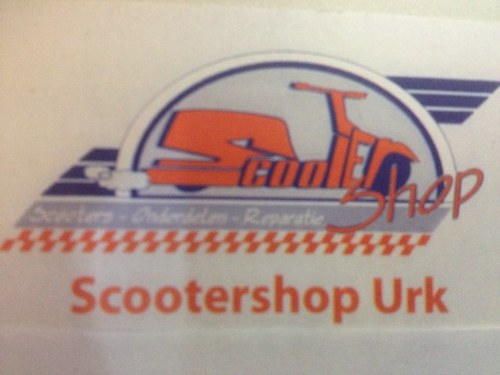 Scooter
Shop
Scooters - Onderdelen - Reparatie
Scootershop Urk